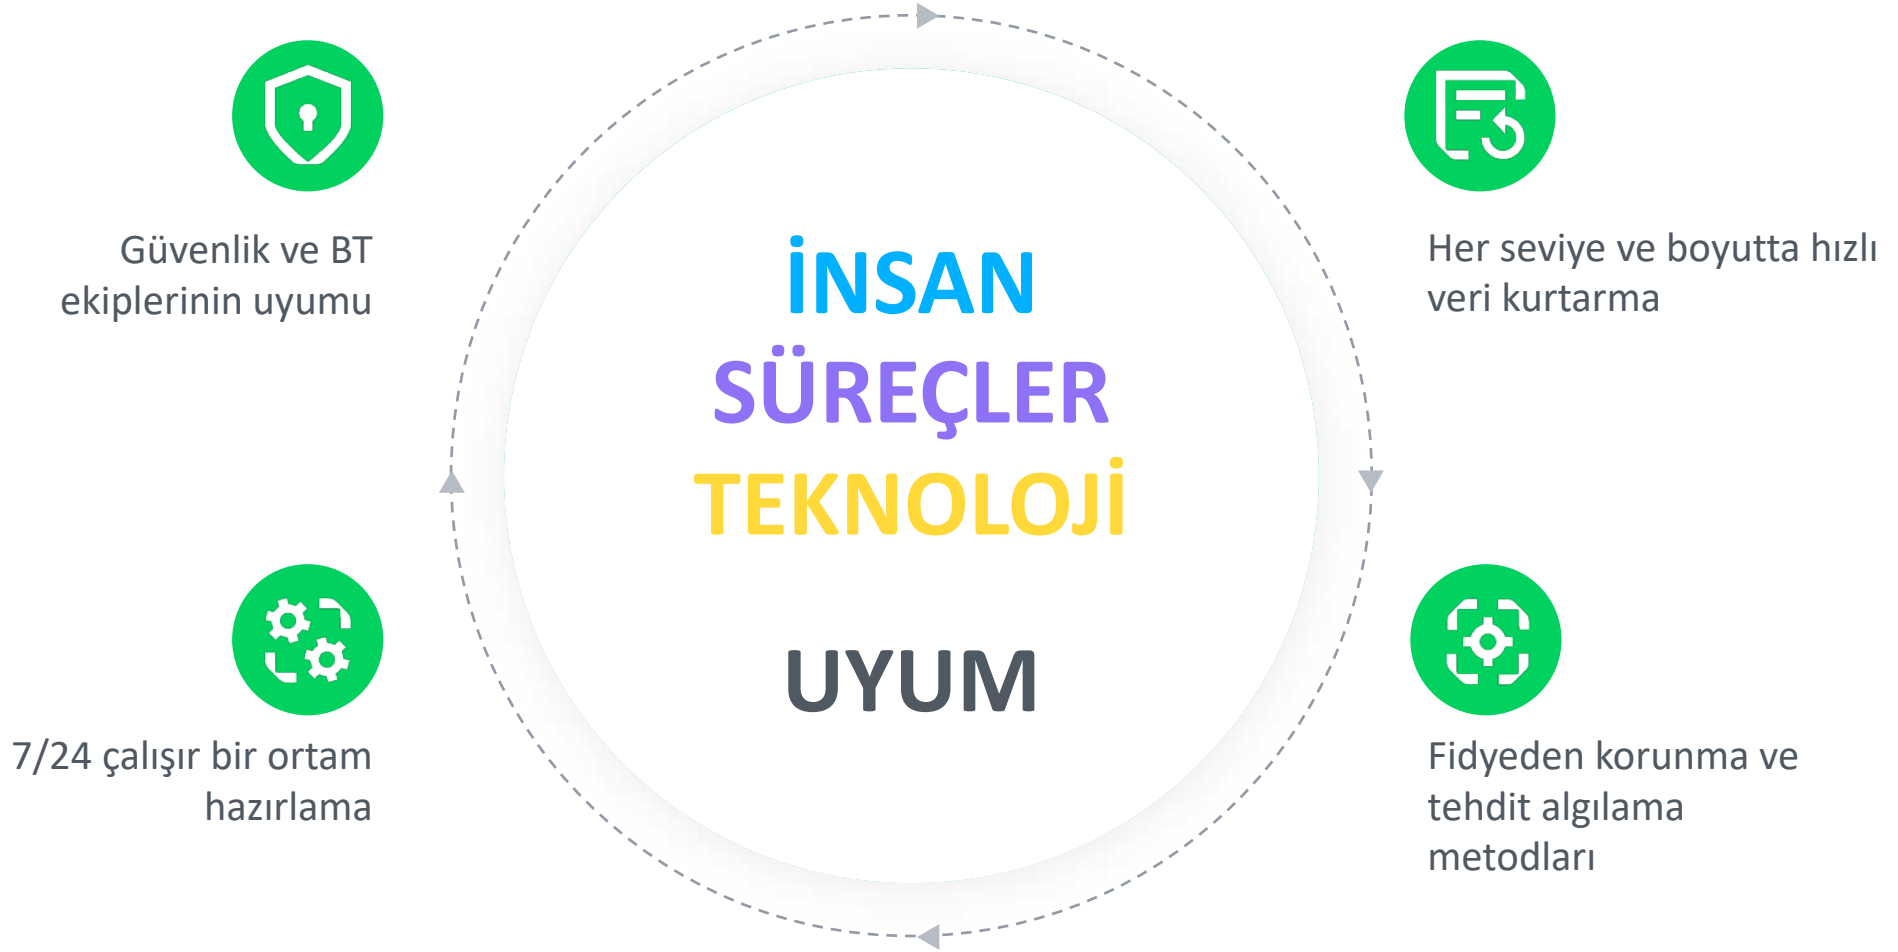 Güvenlik ve BT
ekiplerinin uyumu
Her seviye ve boyutta hızlı
veri kurtarma
İNSAN
SÜREÇLER
TEKNOLOJİ
UYUM
7/24 çalışır bir ortam
hazırlama
Fidyeden korunma ve
tehdit algılama
metodları